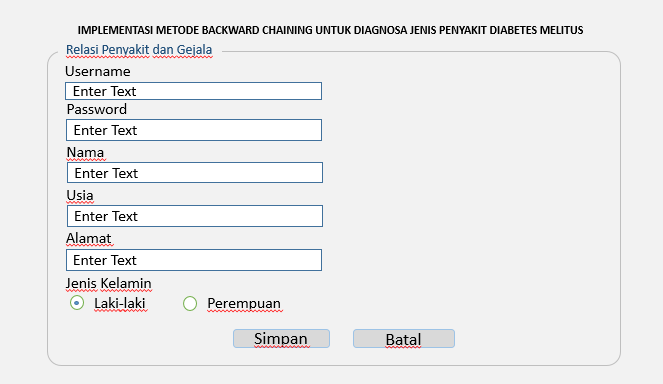 IMPLEMENTASI METODE BACKWARD CHAINING UNTUK DIAGNOSA JENIS PENYAKIT DIABETES MELITUS
Relasi Penyakit dan Gejala
Username
Enter Text
Password
Enter Text
Nama
Enter Text
Usia
Enter Text
Alamat
Enter Text
Jenis Kelamin
Laki-laki Perempuan
Simpan Batal